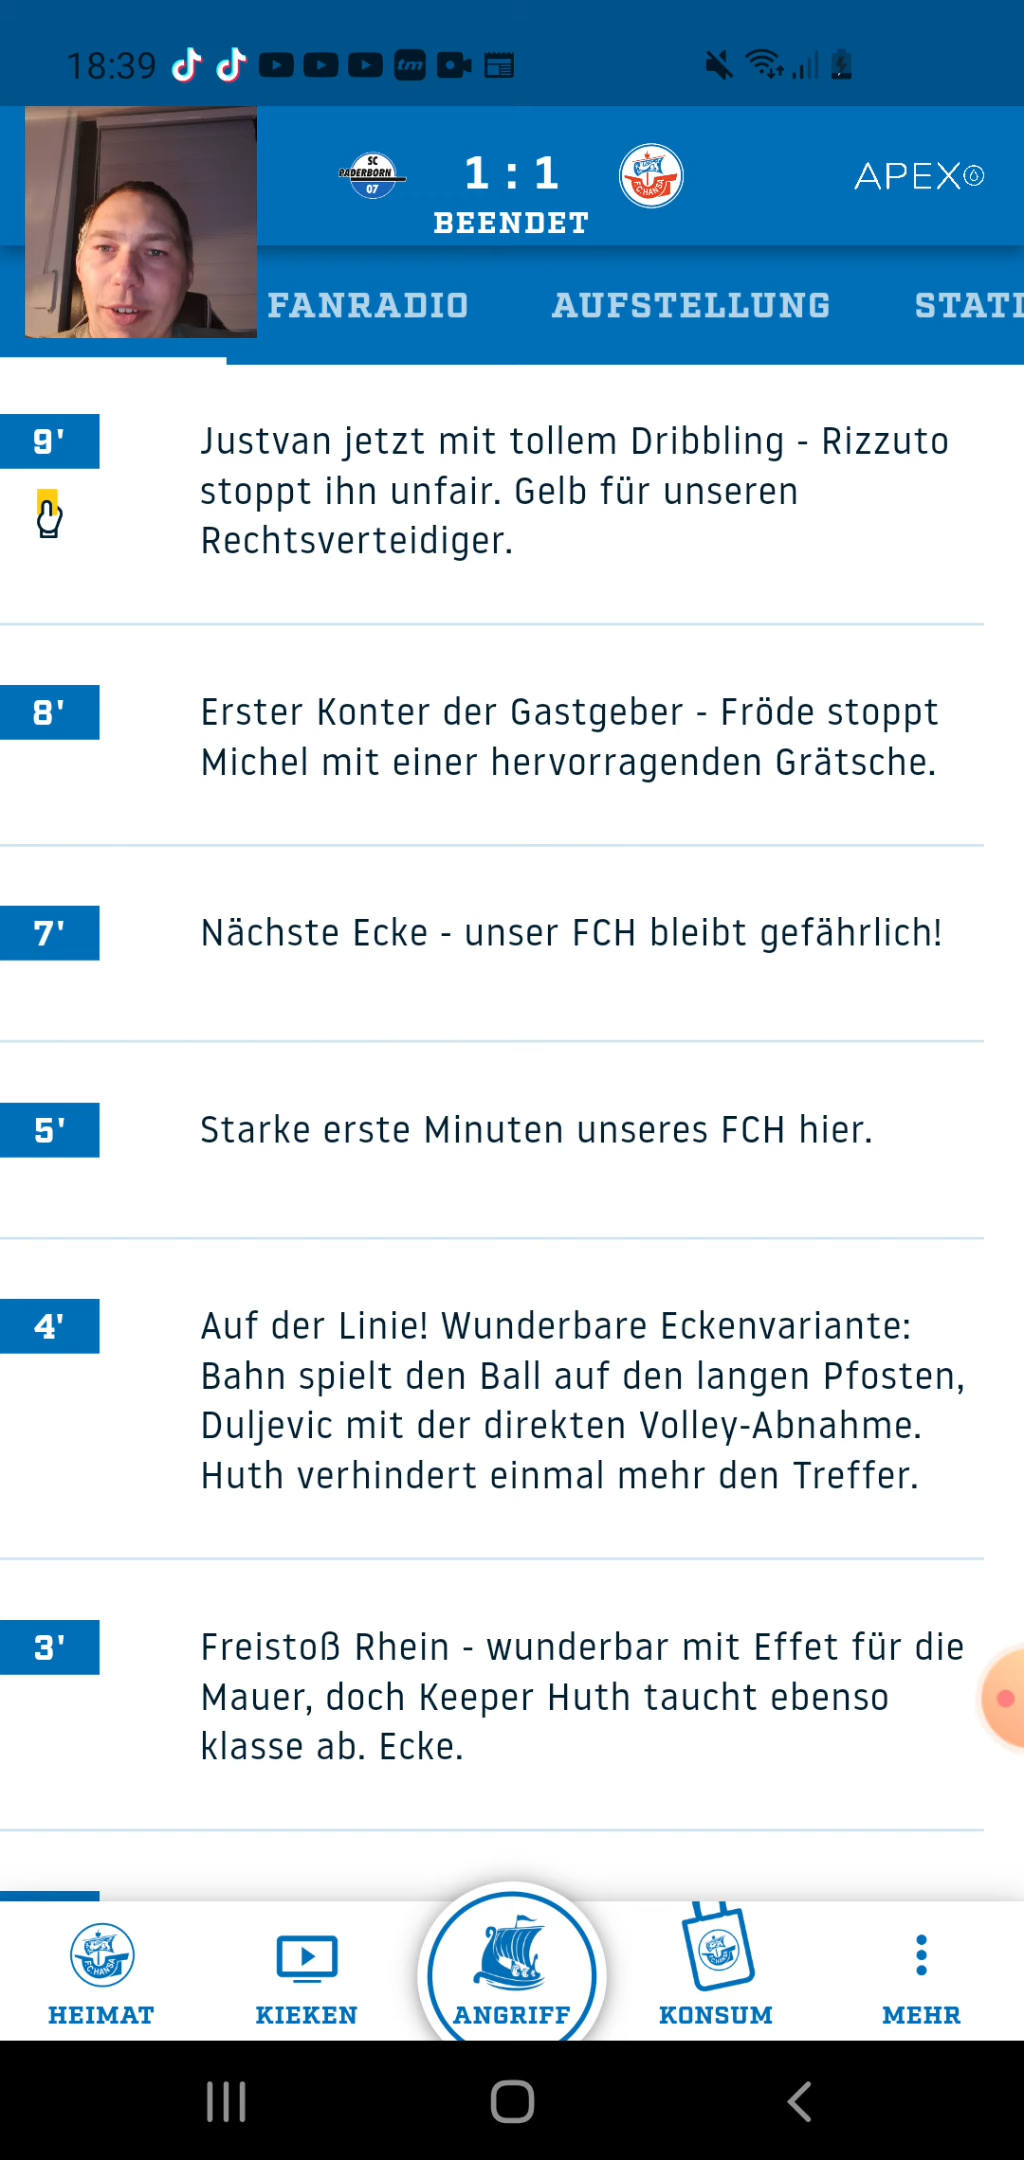 18:39
SC
PADERBORN
07
1 : 1
BEENDET
F.C. HANSA
APEX
FANRADIO
AUFSTELLUNG
STATI
9'
Justvan jetzt mit tollem Dribbling - Rizzuto
stoppt ihn unfair. Gelb für unseren
Rechtsverteidiger.
8'
Erster Konter der Gastgeber - Fröde stoppt
Michel mit einer hervorragenden Grätsche.
7'
Nächste Ecke - unser FCH bleibt gefährlich!
5'
Starke erste Minuten unseres FCH hier.
4'
Auf der Linie! Wunderbare Eckenvariante:
Bahn spielt den Ball auf den langen Pfosten,
Duljevic mit der direkten Volley-Abnahme.
Huth verhindert einmal mehr den Treffer.
3'
Freistoß Rhein - wunderbar mit Effet für die
Mauer, doch Keeper Huth taucht ebenso
klasse ab. Ecke.
HEIMAT
KIEKEN
ANGRIFF
KONSUM
MEHR